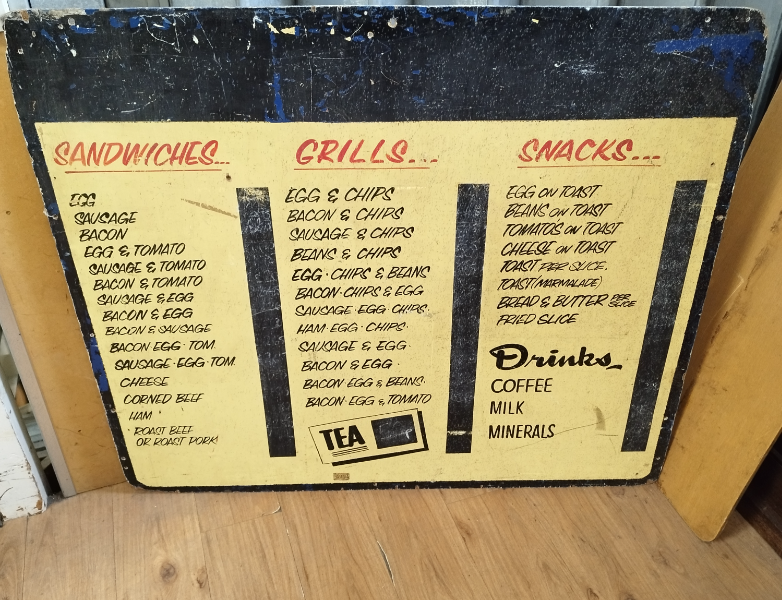 SANDWICHES...
EGG
SAUSAGE
BACON
EGG & TOMATO
SAUSAGE & TOMATO
BACON & TOMATO
SAUSAGE & EGG
BACON & EGG
BACON & SAUSAGE
BACON EGG · TOM.
SAUSAGE · EGG · TOM.
CHEESE
CORNED BEEF
HAM
ROAST BEEF
OR ROAST PORK
GRILLS...
EGG & CHIPS
BACON & CHIPS
SAUSAGE & CHIPS
BEANS & CHIPS
EGG · CHIPS & BEANS
BACON · CHIPS & EGG
SAUSAGE · EGG · CHIPS·
HAM · EGG · CHIPS·
SAUSAGE & EGG·
BACON & EGG·
BACON EGG & BEANS·
BACON · EGG & TOMATO
TEA
SNACKS...
EGG ON TOAST
BEANS ON TOAST
TOMATOS ON TOAST
CHEESE ON TOAST
TOAST PER SLICE.
TOAST (MARMALADE)
BREAD & BUTTER PER SLICE
FRIED SLICE
Drinks
COFFEE
MILK
MINERALS